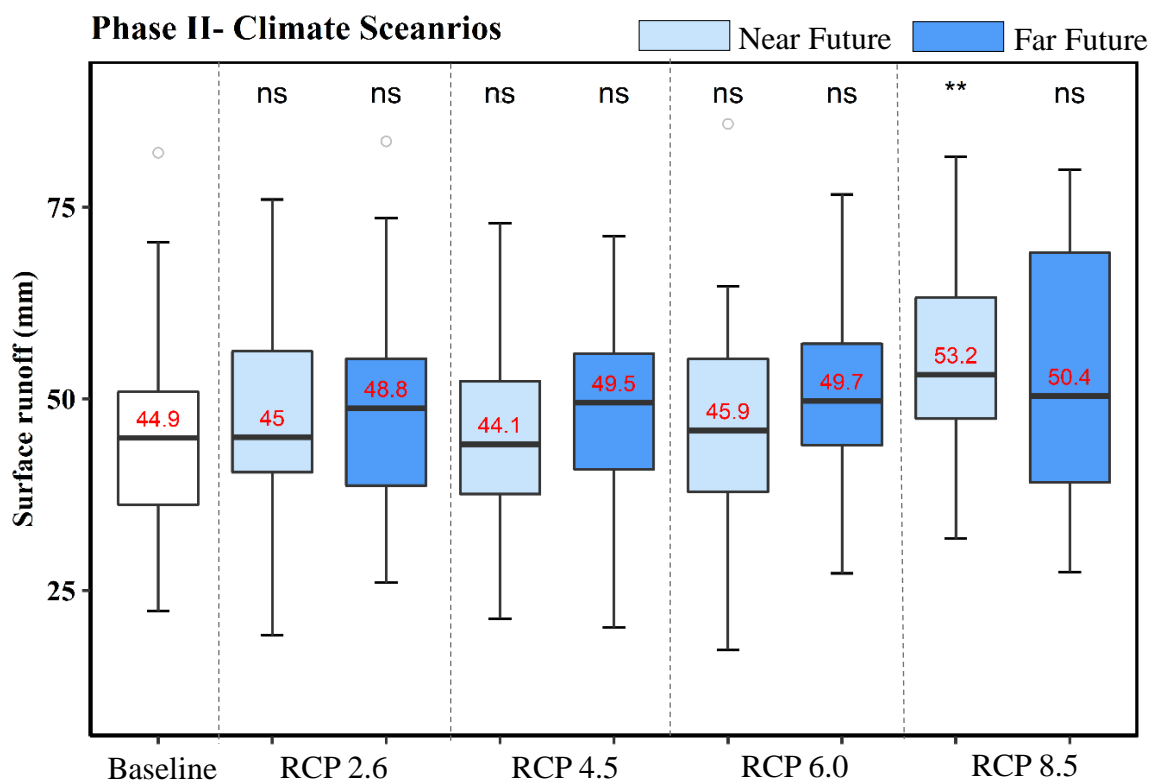 Phase II- Climate Sceanrios
Near Future
Far Future
ns
ns
ns
ns
ns
ns
**
ns
Surface runoff (mm)
75
50
25
44.9
45
48.8
44.1
49.5
45.9
49.7
53.2
50.4
Baseline
RCP 2.6
RCP 4.5
RCP 6.0
RCP 8.5